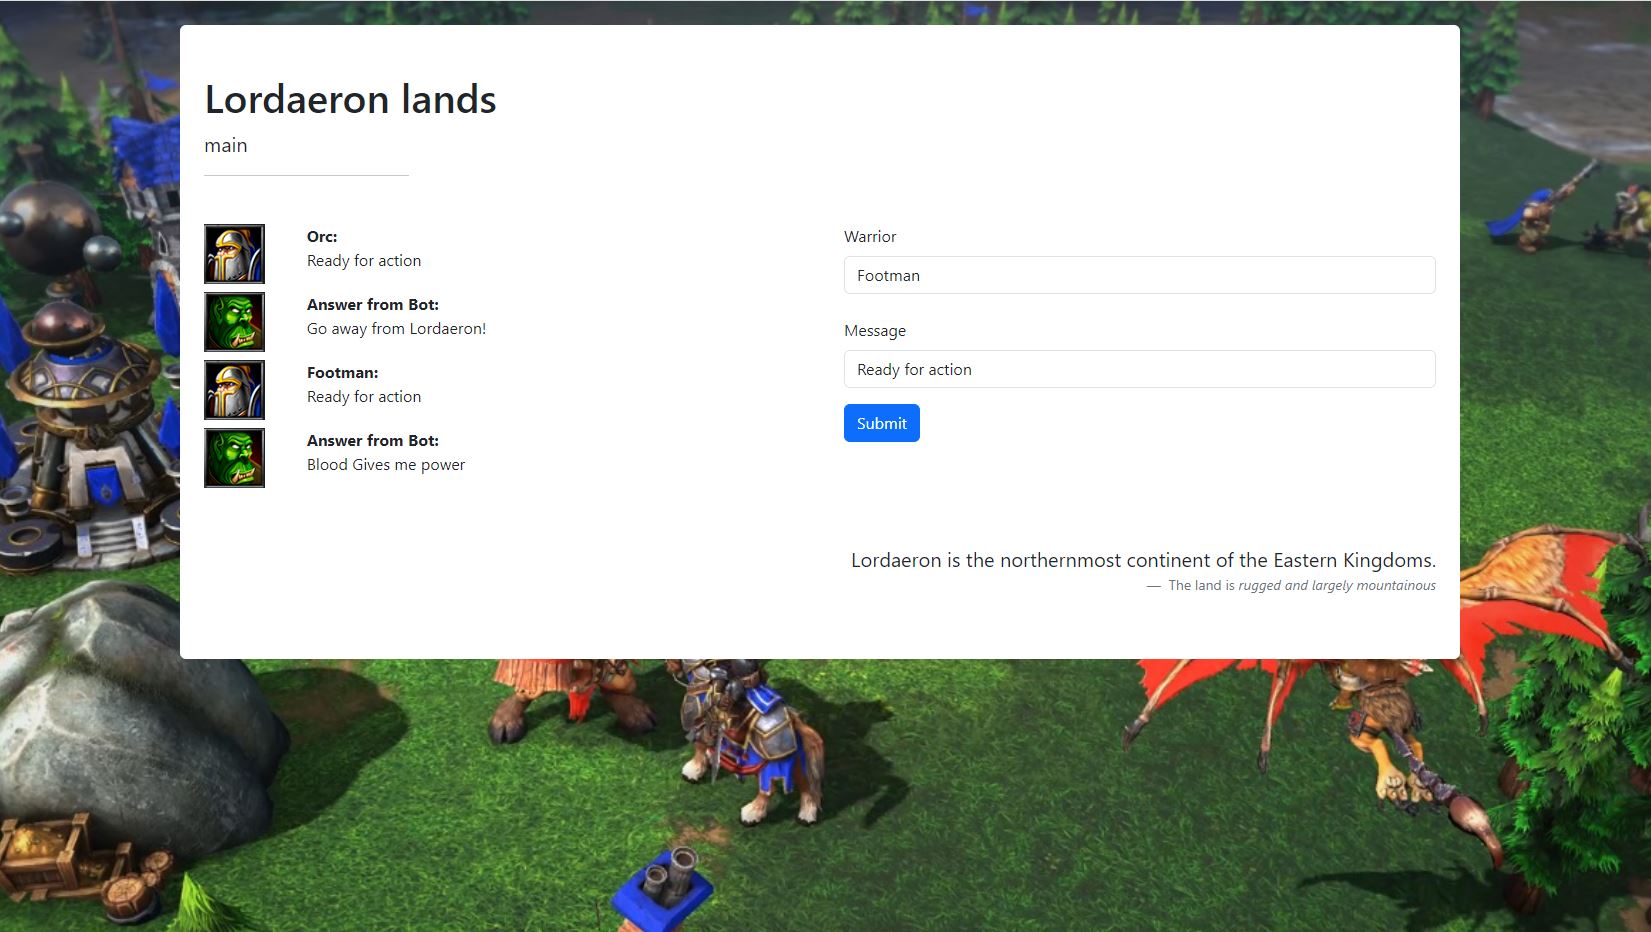 Lordaeron lands
main
Orc:
Ready for action
Answer from Bot:
Go away from Lordaeron!
Footman:
Ready for action
Answer from Bot:
Blood Gives me power
Warrior
Footman
Message
Ready for action
Submit
Lordaeron is the northernmost continent of the Eastern Kingdoms.
— The land is rugged and largely mountainous